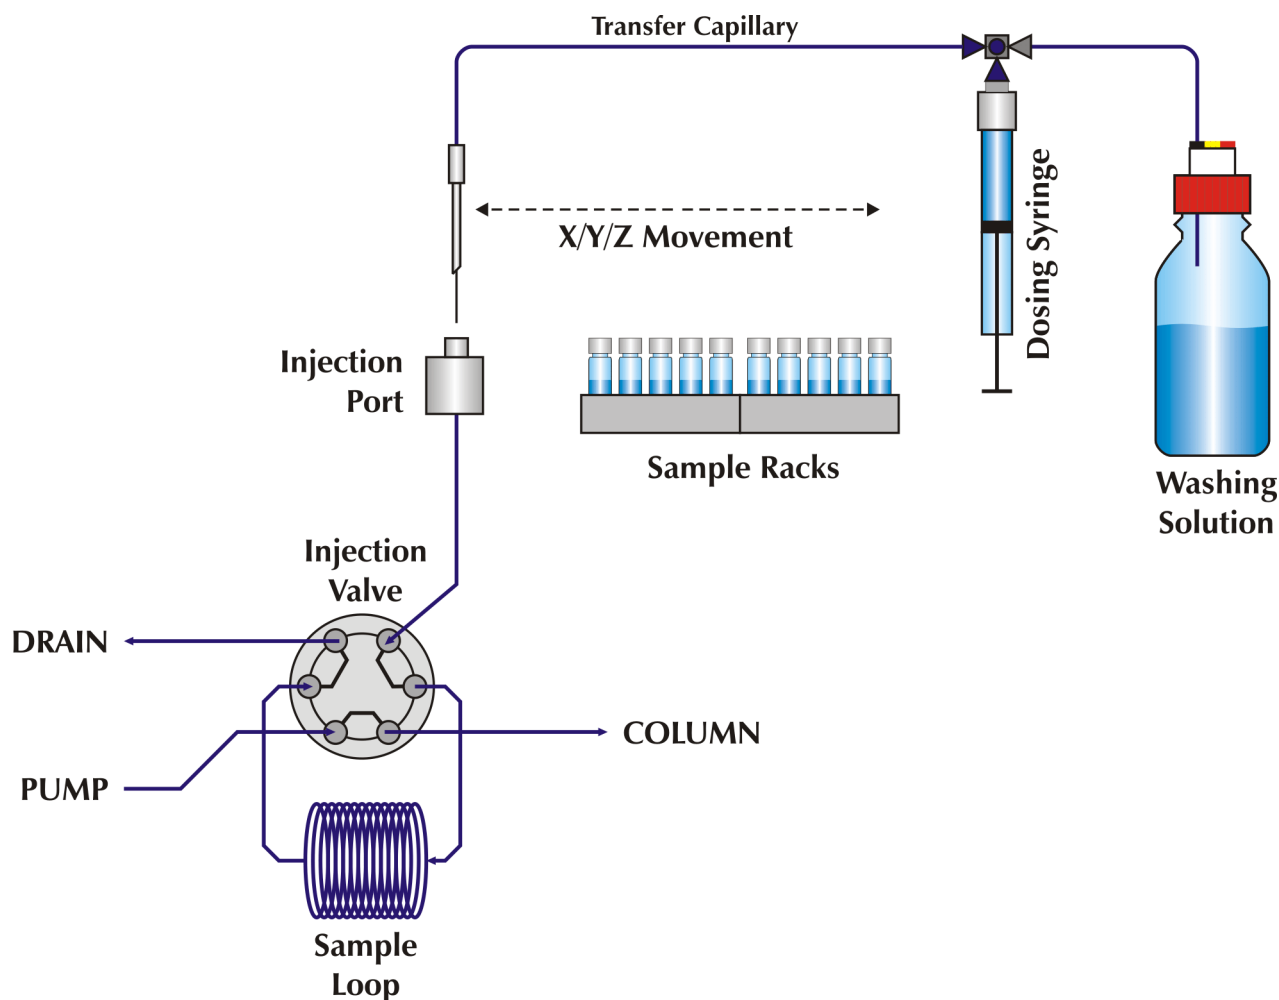 Transfer Capillary
X/Y/Z Movement
Dosing Syringe
Injection
Port
Sample Racks
Washing
Solution
Injection
Valve
DRAIN
COLUMN
PUMP
Sample
Loop